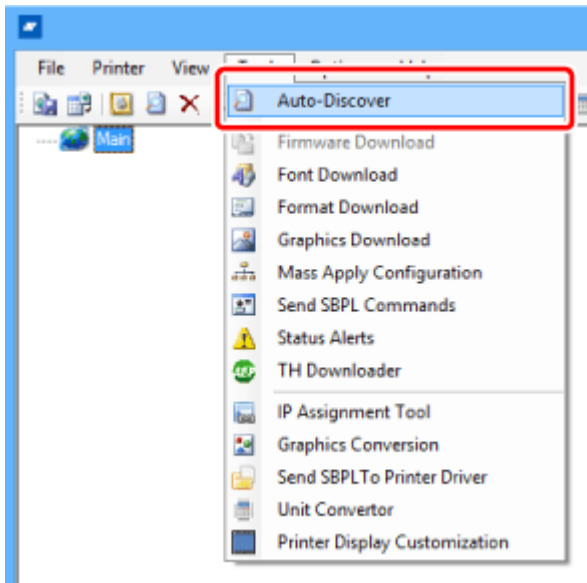 File Printer View
Auto-Discover
Main
Firmware Download
Font Download
Format Download
Graphics Download
Mass Apply Configuration
Send SBPL Commands
Status Alerts
TH Downloader
IP Assignment Tool
Graphics Conversion
Send SBPLTo Printer Driver
Unit Convertor
Printer Display Customization